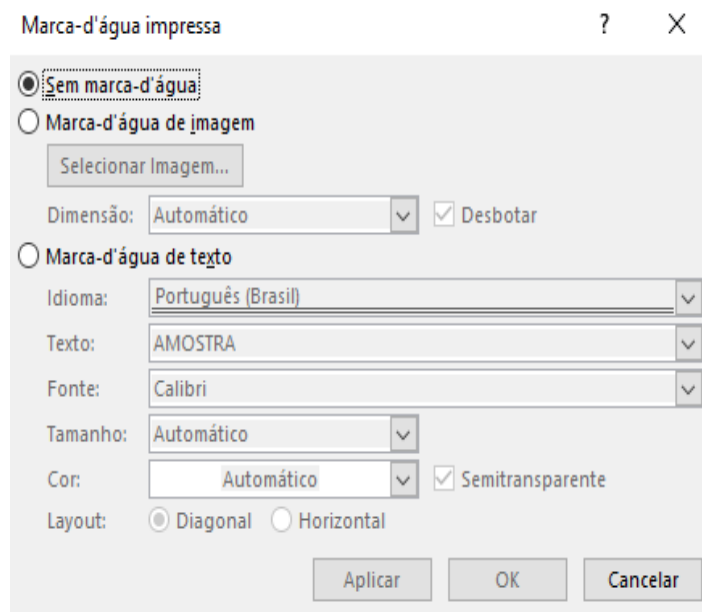 Marca-d'água impressa ? X
Sem marca-d'água
Marca-d'água de imagem
Selecionar Imagem...
Dimensão: Automático Desbotar
Marca-d'água de texto
Idioma: Português (Brasil)
Texto: AMOSTRA
Fonte: Calibri
Tamanho: Automático
Cor: Automático Semitransparente
Layout: Diagonal Horizontal
Aplicar OK Cancelar